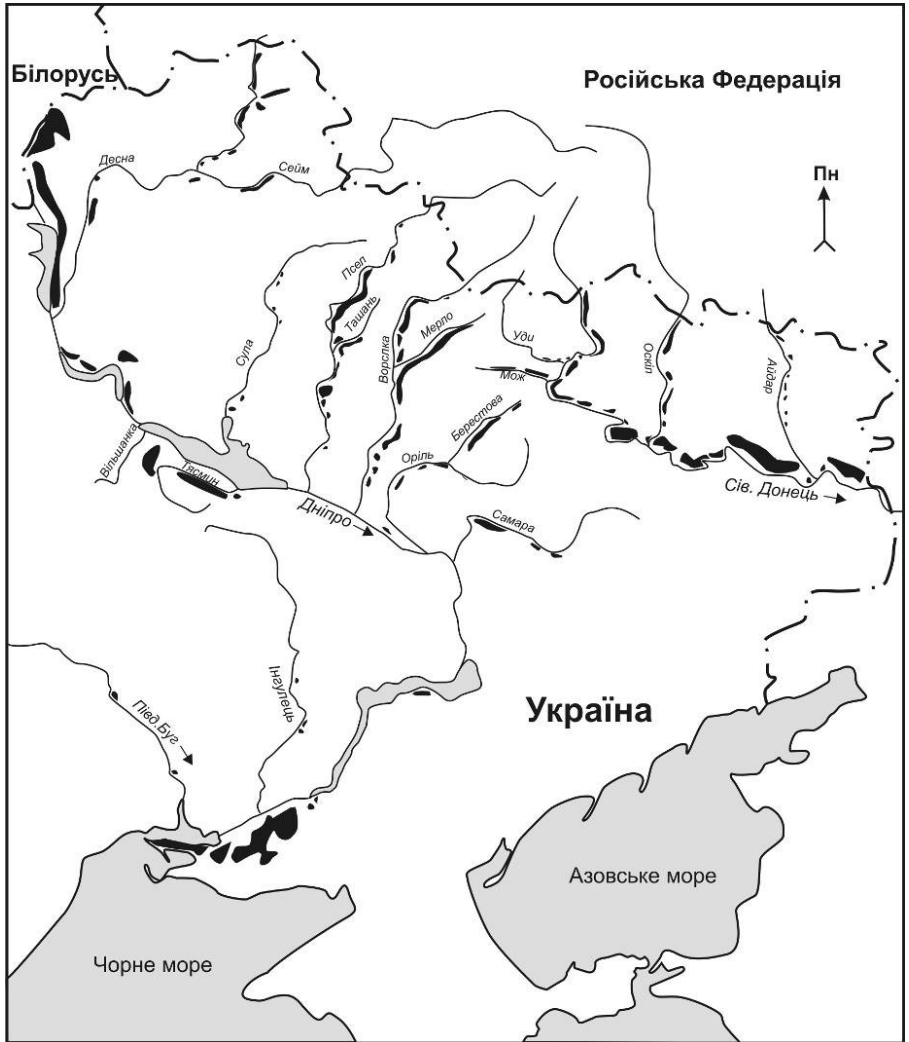 Білорусь
Російська Федерація
Пн
Десна
Сейм
Псел
Ташань
Сула
Ворслка
Мерло
Уди
Мож
Оскіл
Айдар
Берестова
Оріль
Вільшанка
Тясмин
Дніпро
Самара
Сів. Донець
Інгулець
Півд.Буг
Україна
Азовське море
Чорне море